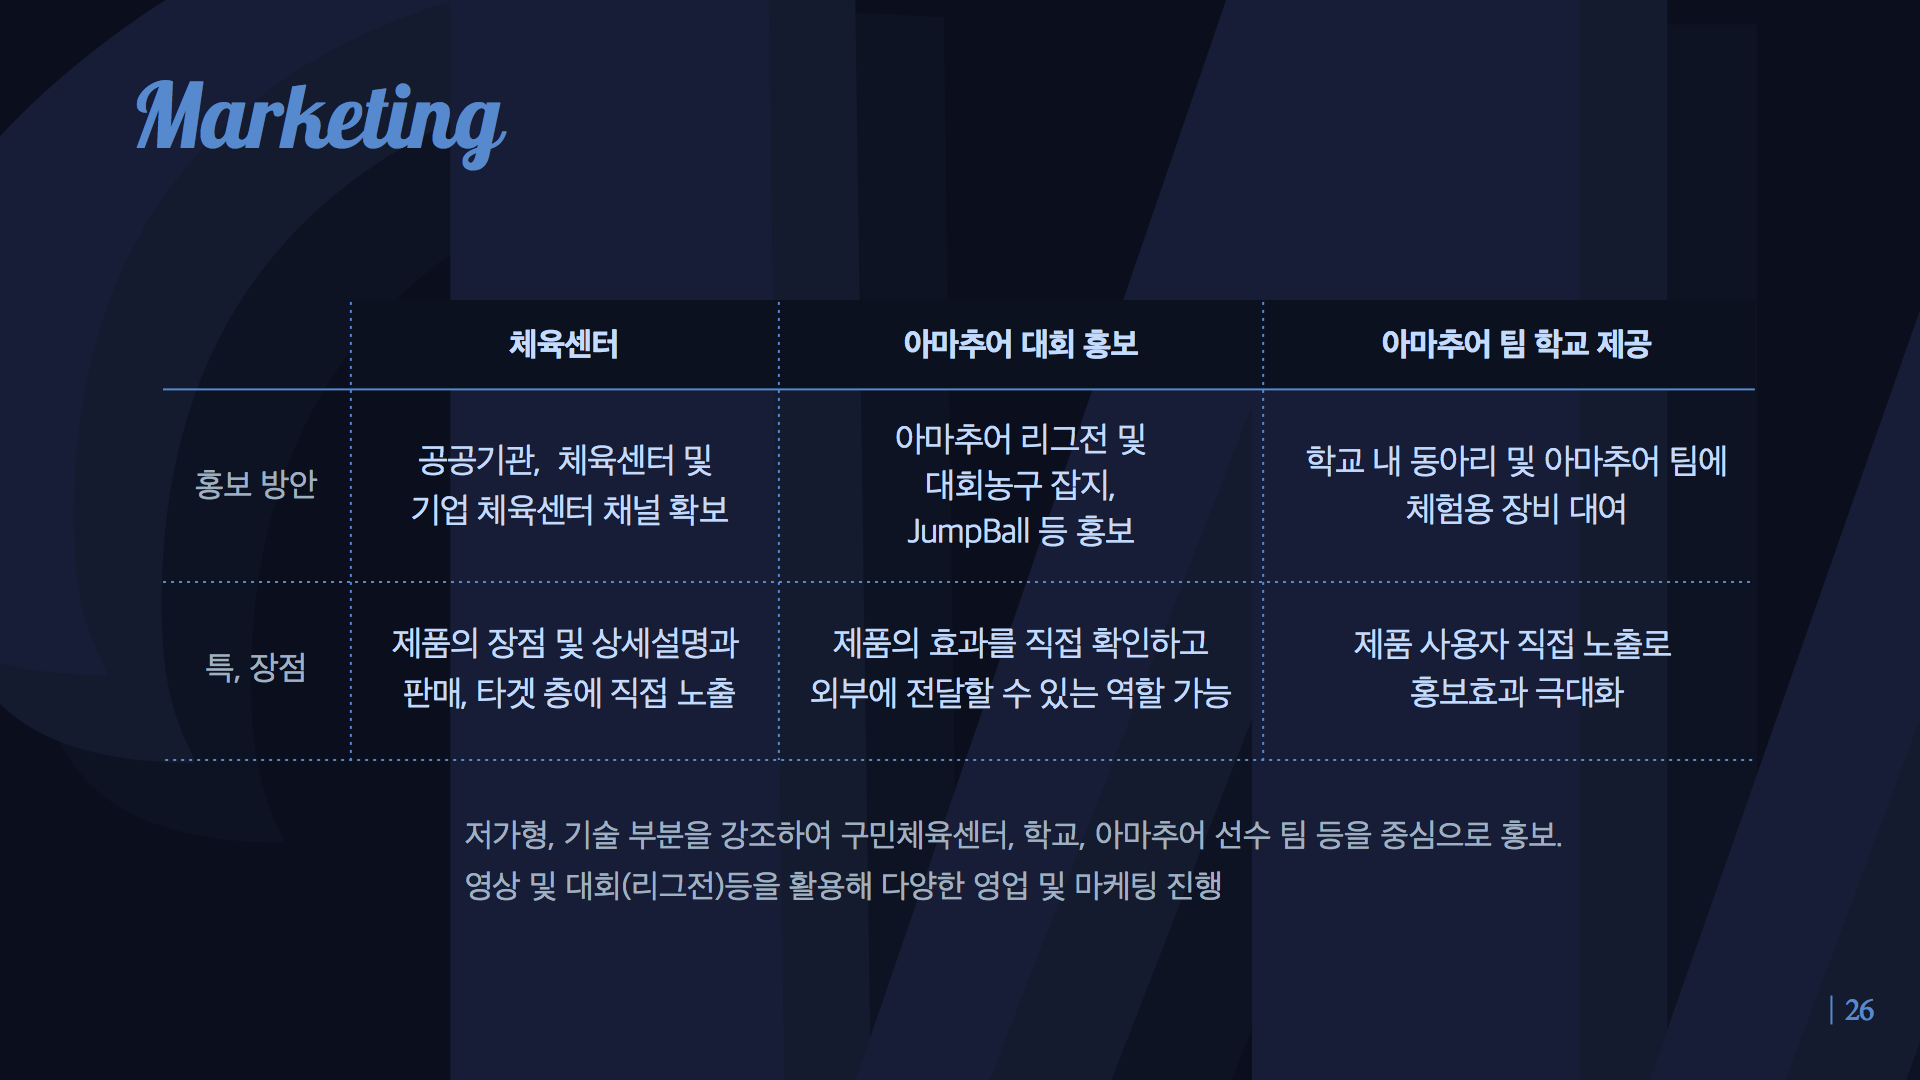 Marketing
체육센터
아마추어 대회 홍보
아마추어 팀 학교 제공
홍보 방안
공공기관, 체육센터 및
기업 체육센터 채널 확보
아마추어 리그전 및
대회농구 잡지,
JumpBall 등 홍보
학교 내 동아리 및 아마추어 팀에
체험용 장비 대여
특, 장점
제품의 장점 및 상세설명과
판매, 타겟 층에 직접 노출
제품의 효과를 직접 확인하고
외부에 전달할 수 있는 역할 가능
제품 사용자 직접 노출로
홍보효과 극대화
저가형, 기술 부분을 강조하여 구민체육센터, 학교, 아마추어 선수 팀 등을 중심으로 홍보.
영상 및 대회(리그전)등을 활용해 다양한 영업 및 마케팅 진행
| 26